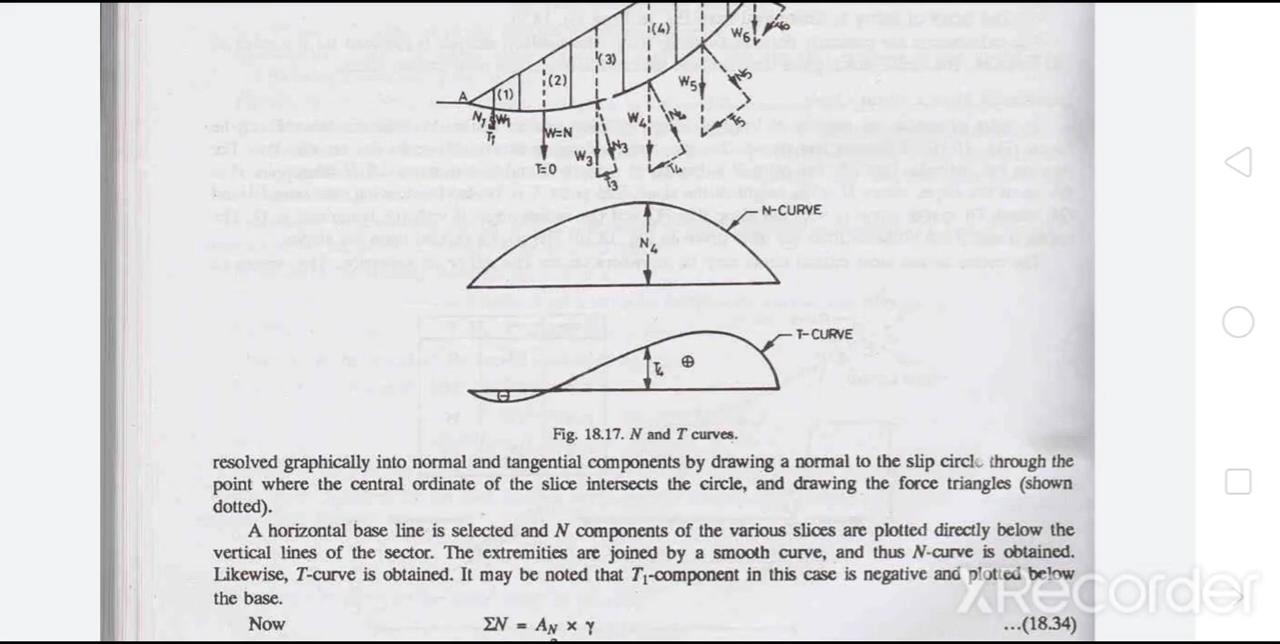 (4)
W6
(3)
(2)
W5
N5
A
(1)
N1
W1
T1
W=N
W4
N4
T5
W3
N3
T=0
T4
T3
N-CURVE
N4
T-CURVE
T4
⊕
⊖
Fig. 18.17. N and T curves.
resolved graphically into normal and tangential components by drawing a normal to the slip circle through the
point where the central ordinate of the slice intersects the circle, and drawing the force triangles (shown
dotted).
A horizontal base line is selected and N components of the various slices are plotted directly below the
vertical lines of the sector. The extremities are joined by a smooth curve, and thus N-curve is obtained.
Likewise, T-curve is obtained. It may be noted that T1-component in this case is negative and plotted below
the base.
XRecorder
Now ΣN = AN × γ ...(18.34)